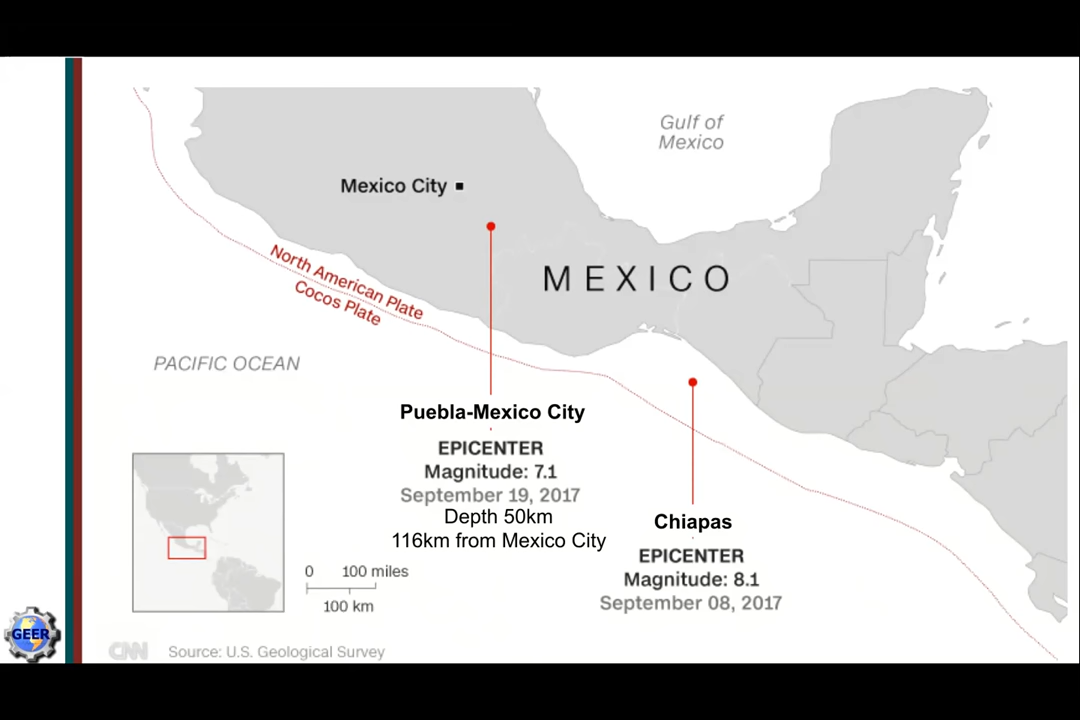 Gulf of
Mexico
Mexico City
North American Plate
Cocos Plate
MEXICO
PACIFIC OCEAN
Puebla-Mexico City
EPICENTER
Magnitude: 7.1
September 19, 2017
Depth 50km
116km from Mexico City
Chiapas
EPICENTER
Magnitude: 8.1
September 08, 2017
0 100 miles
100 km
GEER
CNN
Source: U.S. Geological Survey